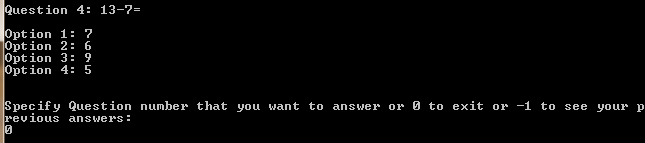 Question 4: 13-7=
Option 1: 7
Option 2: 6
Option 3: 9
Option 4: 5
Specify Question number that you want to answer or 0 to exit or -1 to see your p
revious answers:
0